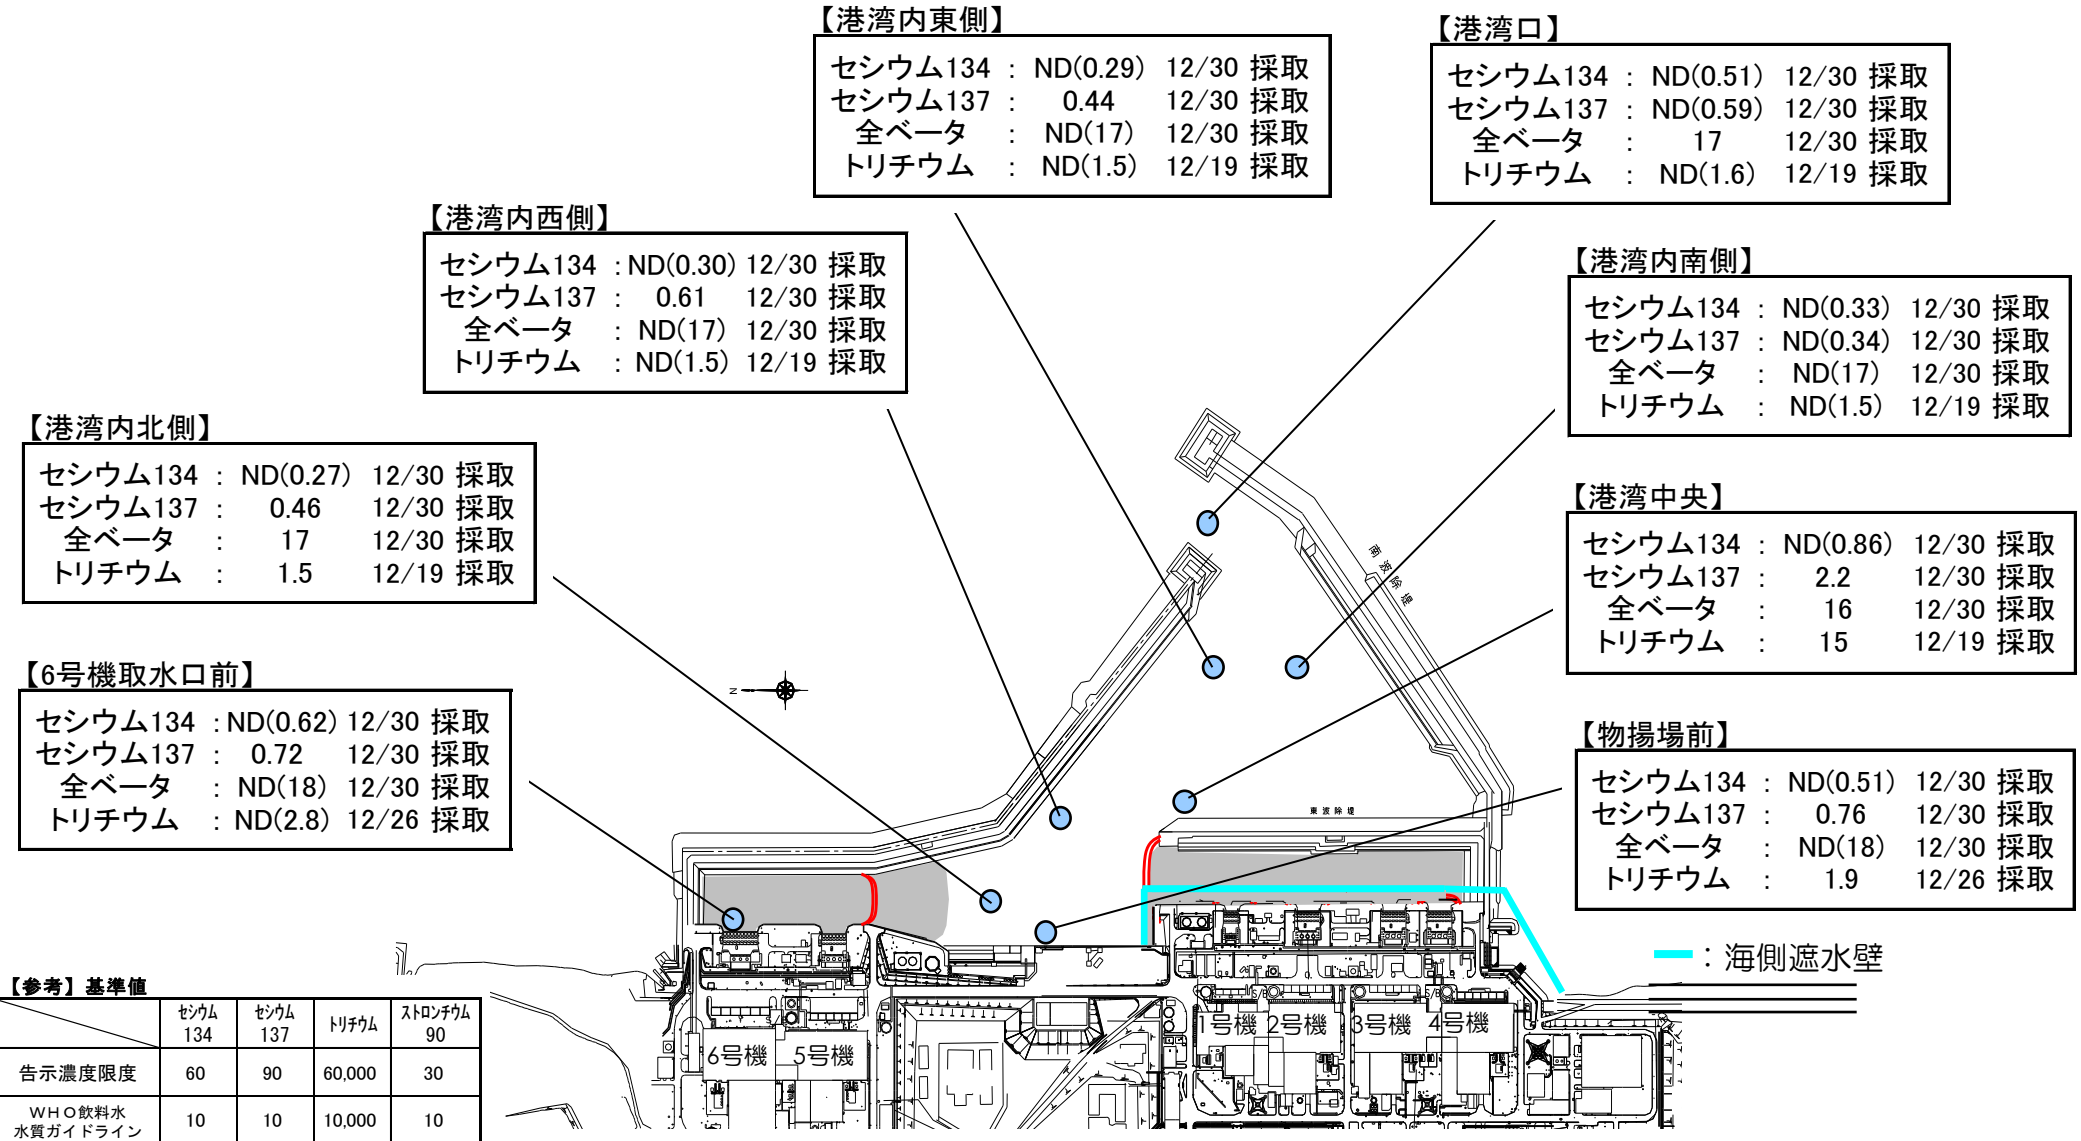 【港湾内東側】
セシウム134 : ND(0.29) 12/30 採取
セシウム137 : 0.44 12/30 採取
全ベータ : ND(17) 12/30 採取
トリチウム : ND(1.5) 12/19 採取
【港湾口】
セシウム134 : ND(0.51) 12/30 採取
セシウム137 : ND(0.59) 12/30 採取
全ベータ : 17 12/30 採取
トリチウム : ND(1.6) 12/19 採取
【港湾内西側】
セシウム134 : ND(0.30) 12/30 採取
セシウム137 : 0.61 12/30 採取
全ベータ : ND(17) 12/30 採取
トリチウム : ND(1.5) 12/19 採取
【港湾内南側】
セシウム134 : ND(0.33) 12/30 採取
セシウム137 : ND(0.34) 12/30 採取
全ベータ : ND(17) 12/30 採取
トリチウム : ND(1.5) 12/19 採取
【港湾内北側】
セシウム134 : ND(0.27) 12/30 採取
セシウム137 : 0.46 12/30 採取
全ベータ : 17 12/30 採取
トリチウム : 1.5 12/19 採取
【港湾中央】
セシウム134 : ND(0.86) 12/30 採取
セシウム137 : 2.2 12/30 採取
全ベータ : 16 12/30 採取
トリチウム : 15 12/19 採取
【6号機取水口前】
セシウム134 : ND(0.62) 12/30 採取
セシウム137 : 0.72 12/30 採取
全ベータ : ND(18) 12/30 採取
トリチウム : ND(2.8) 12/26 採取
【物揚場前】
セシウム134 : ND(0.51) 12/30 採取
セシウム137 : 0.76 12/30 採取
全ベータ : ND(18) 12/30 採取
トリチウム : 1.9 12/26 採取
南波除堤
N
東波除堤
: 海側遮水壁
6号機 5号機 1号機 2号機 3号機 4号機
S/B S/B
【参考】基準値
セシウム134 セシウム137 トリチウム ストロンチウム90
告示濃度限度 60 90 60,000 30
WHO飲料水
水質ガイドライン 10 10 10,000 10